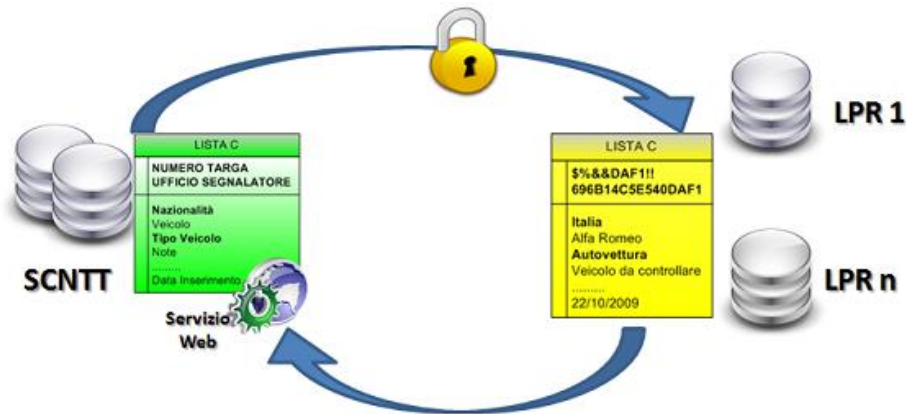 LISTA C
NUMERO TARGA
UFFICIO SEGNALATORE
Nazionalità
Veicolo
Tipo Veicolo
Note
.........
Data Inserimento
SCNTT
Servizio
Web
LISTA C
$%&&DAF1!!
696B14C5E540DAF1
Italia
Alfa Romeo
Autovettura
Veicolo da controllare
.........
22/10/2009
LPR 1
LPR n